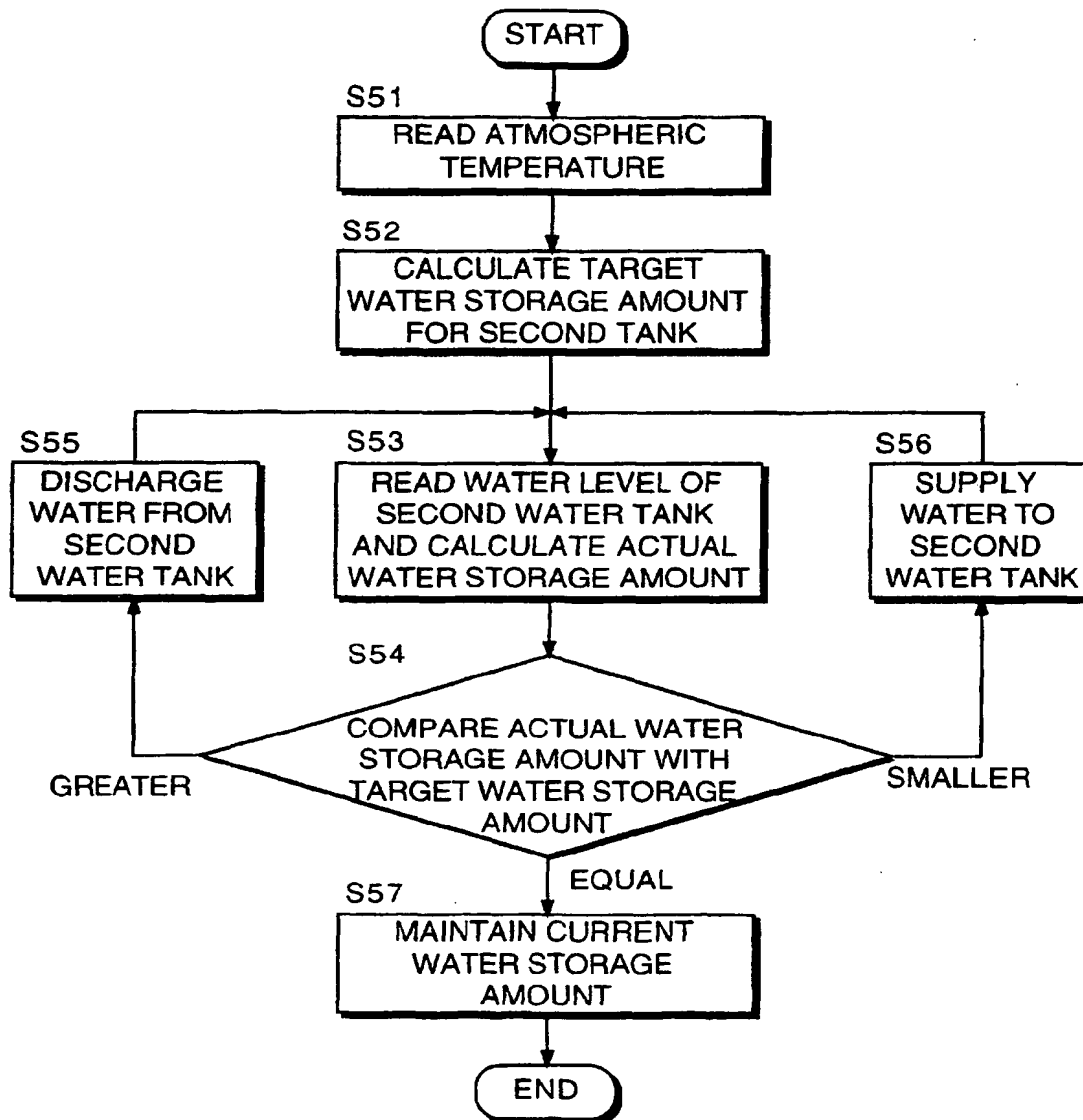 START
S51
READ ATMOSPHERIC
TEMPERATURE
S52
CALCULATE TARGET
WATER STORAGE AMOUNT
FOR SECOND TANK
S55
DISCHARGE
WATER FROM
SECOND
WATER TANK
S53
READ WATER LEVEL OF
SECOND WATER TANK
AND CALCULATE ACTUAL
WATER STORAGE AMOUNT
S56
SUPPLY
WATER TO
SECOND
WATER TANK
S54
COMPARE ACTUAL WATER
STORAGE AMOUNT WITH
TARGET WATER STORAGE
AMOUNT
GREATER
SMALLER
EQUAL
S57
MAINTAIN CURRENT
WATER STORAGE
AMOUNT
END